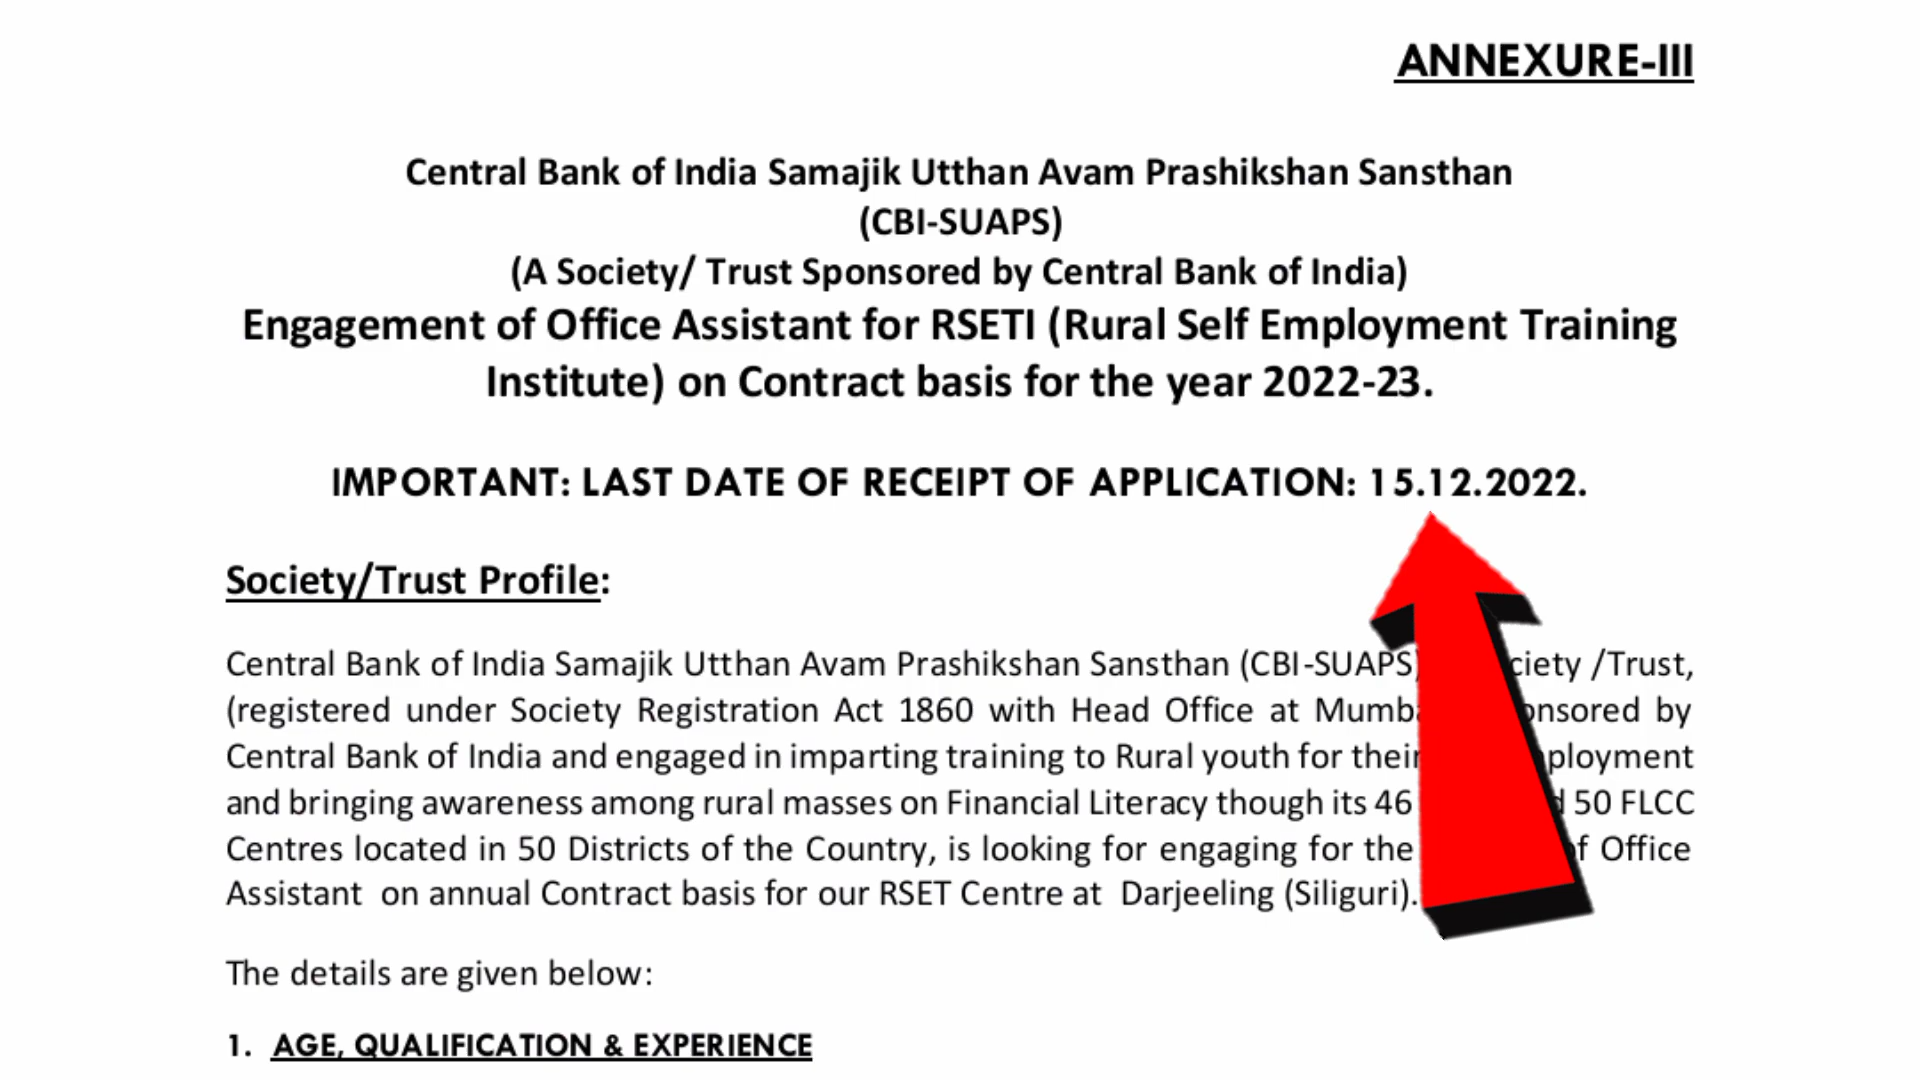 ANNEXURE-III
Central Bank of India Samajik Utthan Avam Prashikshan Sansthan
(CBI-SUAPS)
(A Society/ Trust Sponsored by Central Bank of India)
Engagement of Office Assistant for RSETI (Rural Self Employment Training
Institute) on Contract basis for the year 2022-23.
IMPORTANT: LAST DATE OF RECEIPT OF APPLICATION: 15.12.2022.
Society/Trust Profile:
Central Bank of India Samajik Utthan Avam Prashikshan Sansthan (CBI-SUAPS) /Trust,
(registered under Society Registration Act 1860 with Head Office at by
Central Bank of India and engaged in imparting training to Rural youth for their
and bringing awareness among rural masses on Financial Literacy though its 46 50 FLCC
Centres located in 50 Districts of the Country, is looking for engaging for the Office
Assistant on annual Contract basis for our RSET Centre at Darjeeling (Siliguri).
The details are given below:
1. AGE, QUALIFICATION & EXPERIENCE